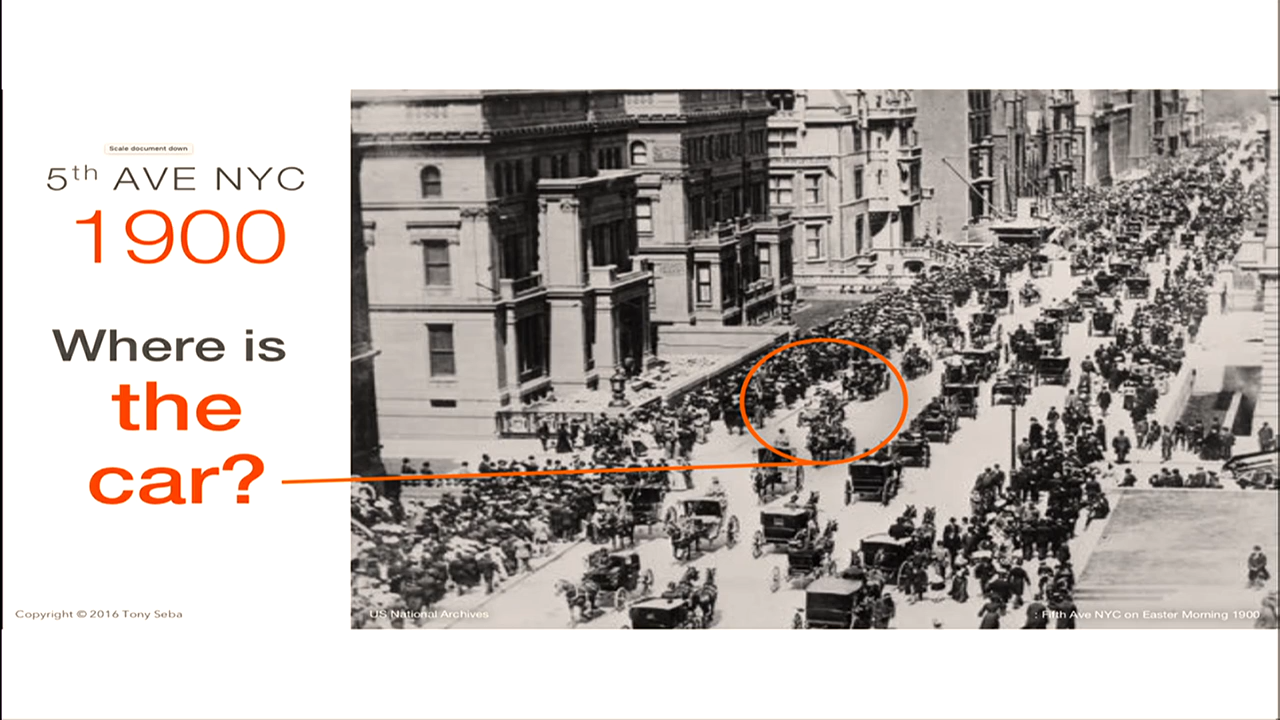 Scale document down
5th AVE NYC
1900
Where is
the
car?
Copyright © 2016 Tony Seba
US National Archives
: Fifth Ave NYC on Easter Morning 1900